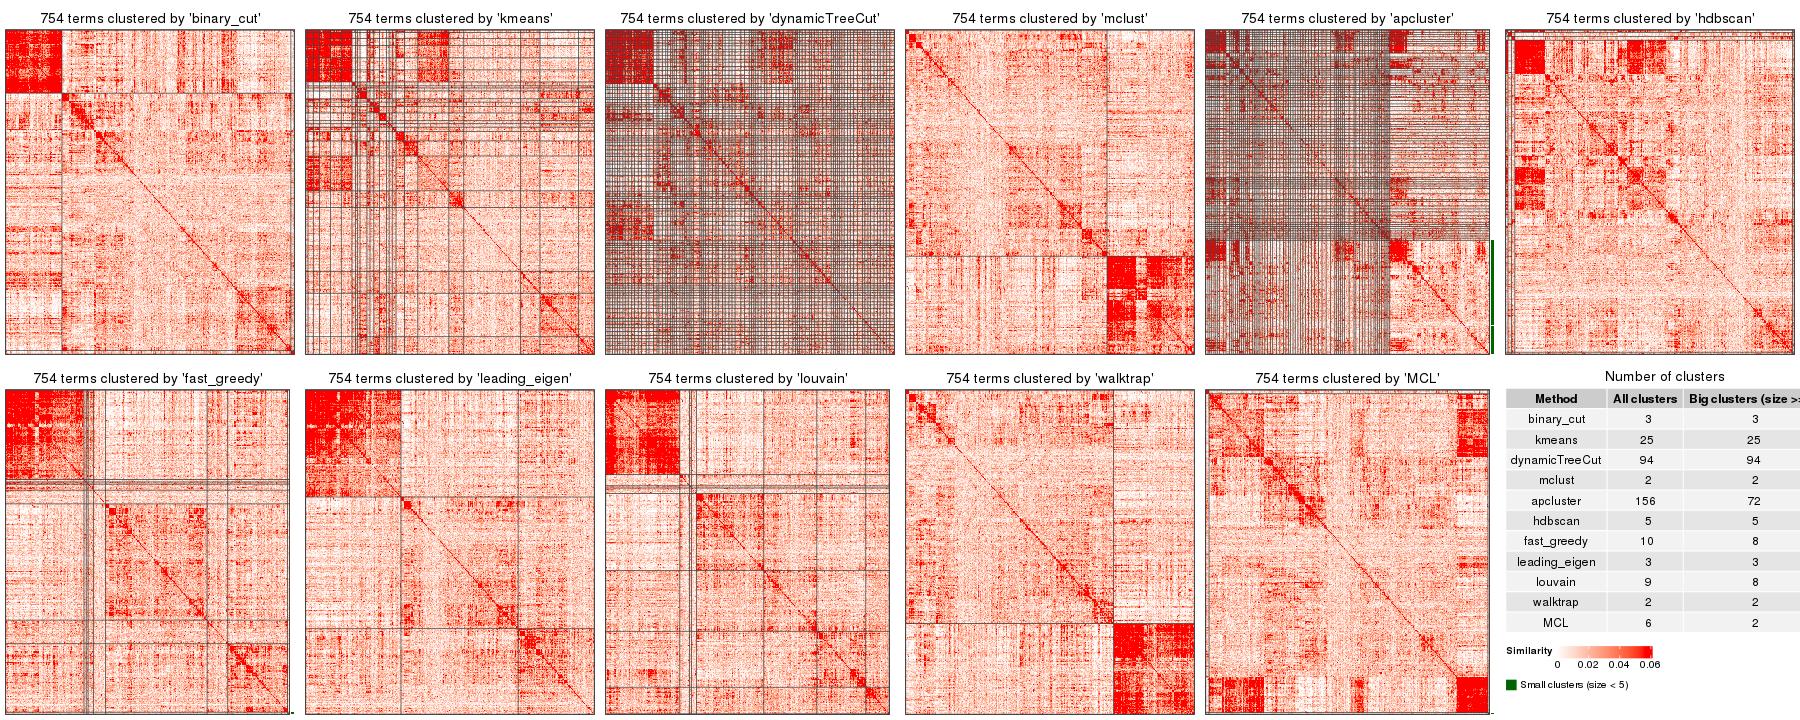 754 terms clustered by 'binary_cut'
754 terms clustered by 'kmeans'
754 terms clustered by 'dynamicTreeCut'
754 terms clustered by 'mclust'
754 terms clustered by 'apcluster'
754 terms clustered by 'hdbscan'
754 terms clustered by 'fast_greedy'
754 terms clustered by 'leading_eigen'
754 terms clustered by 'louvain'
754 terms clustered by 'walktrap'
754 terms clustered by 'MCL'
Number of clusters
Method All clusters Big clusters (size >=
binary_cut 3 3
kmeans 25 25
dynamicTreeCut 94 94
mclust 2 2
apcluster 156 72
hdbscan 5 5
fast_greedy 10 8
leading_eigen 3 3
louvain 9 8
walktrap 2 2
MCL 6 2
Similarity
0 0.02 0.04 0.06
Small clusters (size < 5)